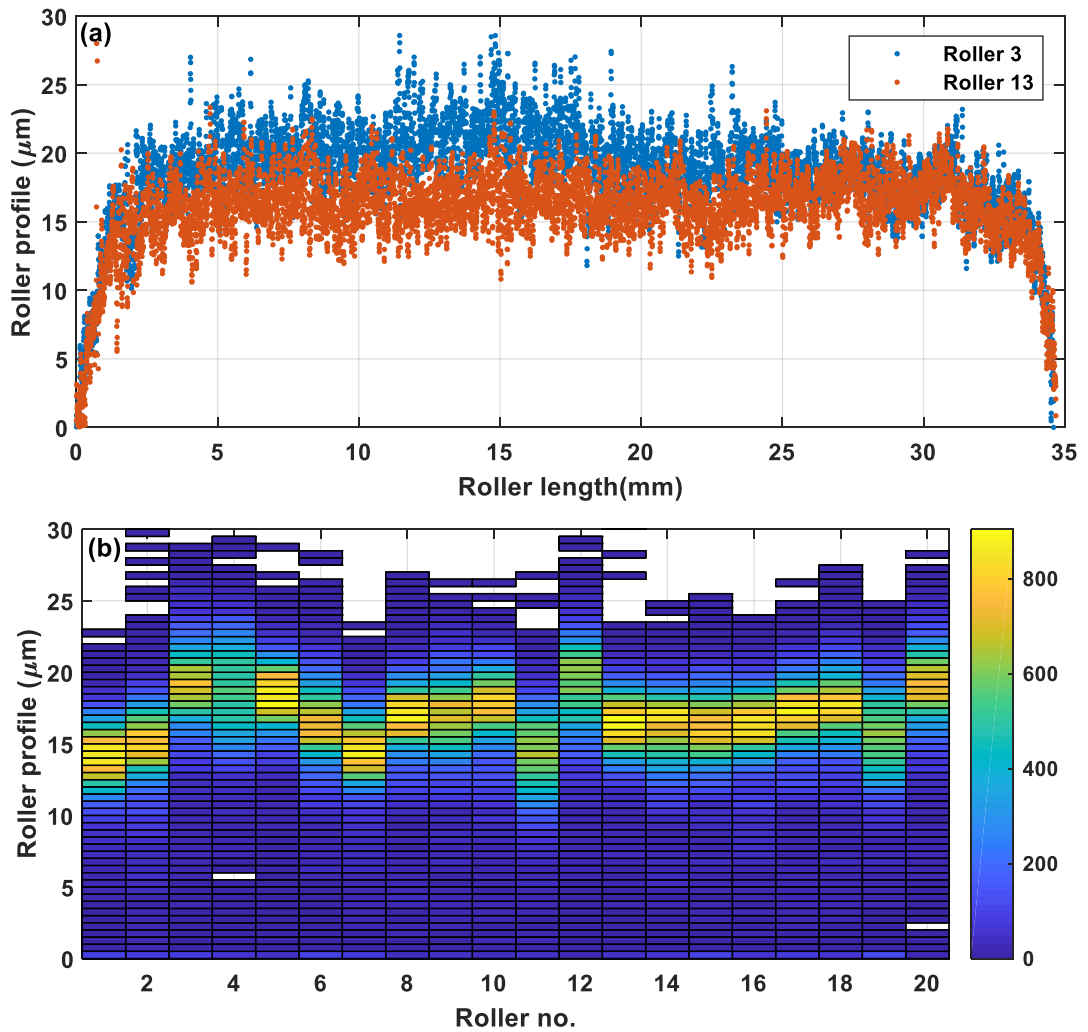 (a)
Roller 3
Roller 13
30
25
20
15
10
5
0
Roller profile (μm)
0 5 10 15 20 25 30 35
Roller length(mm)
(b)
30
25
20
15
10
5
0
Roller profile (μm)
2 4 6 8 10 12 14 16 18 20
Roller no.
800
600
400
200
0